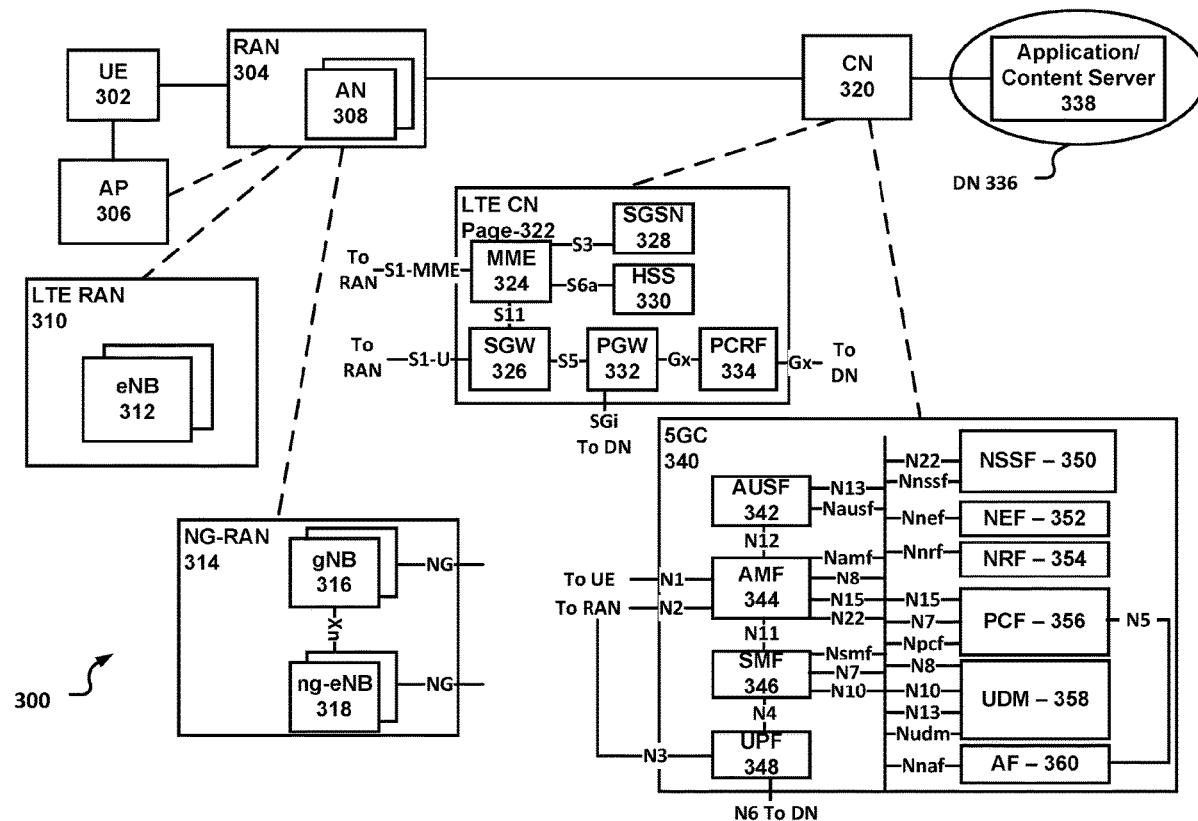 UE
302
RAN
304
AN
308
CN
320
Application/
Content Server
338
AP
306
DN 336
LTE CN
Page-322
SGSN
328
To
RAN
S1-MME
MME
324
S3
S6a
HSS
330
S11
To
RAN
S1-U
SGW
326
S5
PGW
332
Gx
PCRF
334
Gx
To
DN
SGi
To DN
LTE RAN
310
eNB
312
NG-RAN
314
gNB
316
NG
Xn
ng-eNB
318
NG
300
5GC
340
AUSF
342
N13
Nausf
N12
To UE
N1
To RAN
N2
AMF
344
Namf
N8
N15
N22
N11
SMF
346
Nsmf
N7
N10
N4
N3
UPF
348
N6 To DN
N22
Nnssf
NSSF – 350
Nnef
NEF – 352
Nnrf
NRF – 354
N15
N7
Npcf
PCF – 356
N5
N8
N10
N13
Nudm
UDM – 358
Nnaf
AF – 360